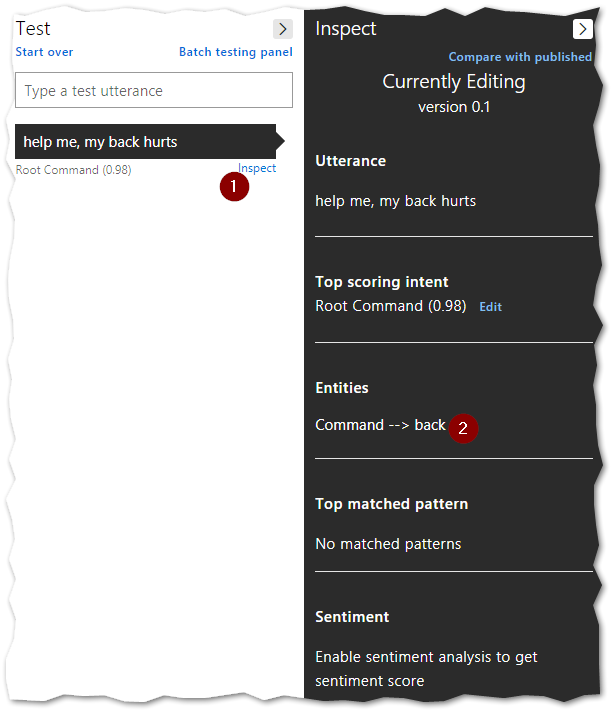 Test
Start over
Batch testing panel
Type a test utterance
help me, my back hurts
Root Command (0.98)
Inspect
1
Inspect
Compare with published
Currently Editing
version 0.1
Utterance
help me, my back hurts
Top scoring intent
Root Command (0.98) Edit
Entities
Command --> back 2
Top matched pattern
No matched patterns
Sentiment
Enable sentiment analysis to get
sentiment score